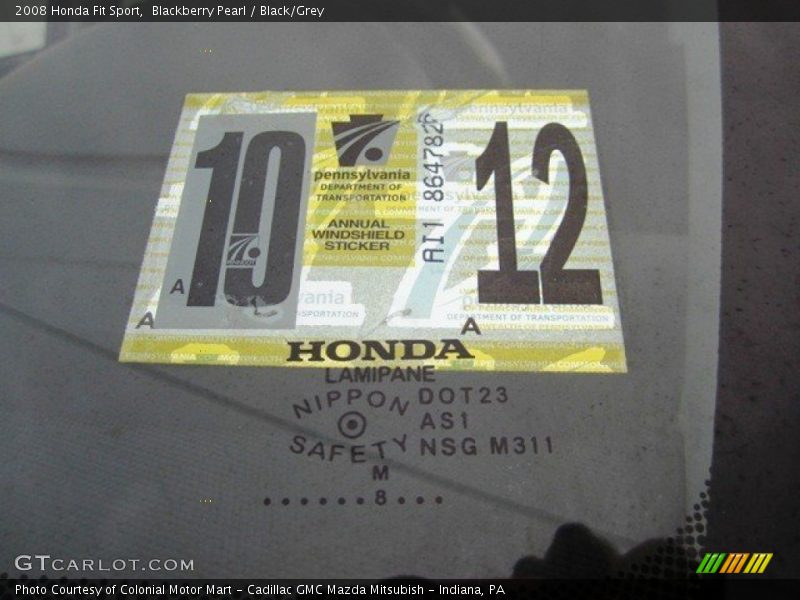 2008 Honda Fit Sport,  Blackberry Pearl / Black/Grey
10
12
pennsylvania
DEPARTMENT OF
TRANSPORTATION
ANNUAL
WINDSHIELD
STICKER
AI1 8647826
A
A
A
HONDA
LAMIPANE
NIPPON
SAFETY
DOT23
AS1
NSG M311
M
.......8...
GTCARLOT.COM
Photo Courtesy of Colonial Motor Mart - Cadillac GMC Mazda Mitsubish - Indiana, PA